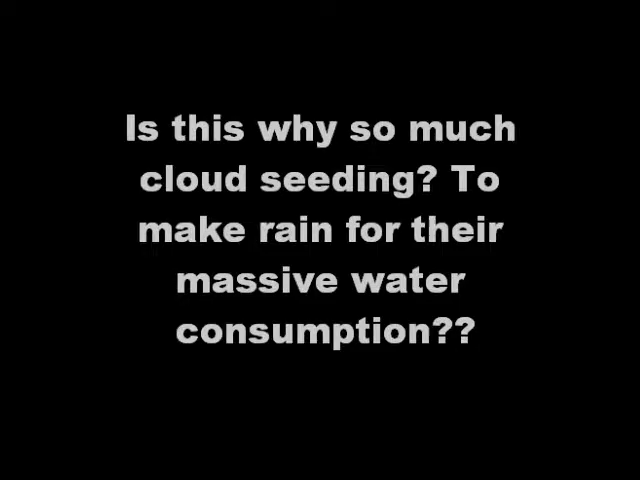 Is this why so much
cloud seeding? To
make rain for their
massive water
consumption??